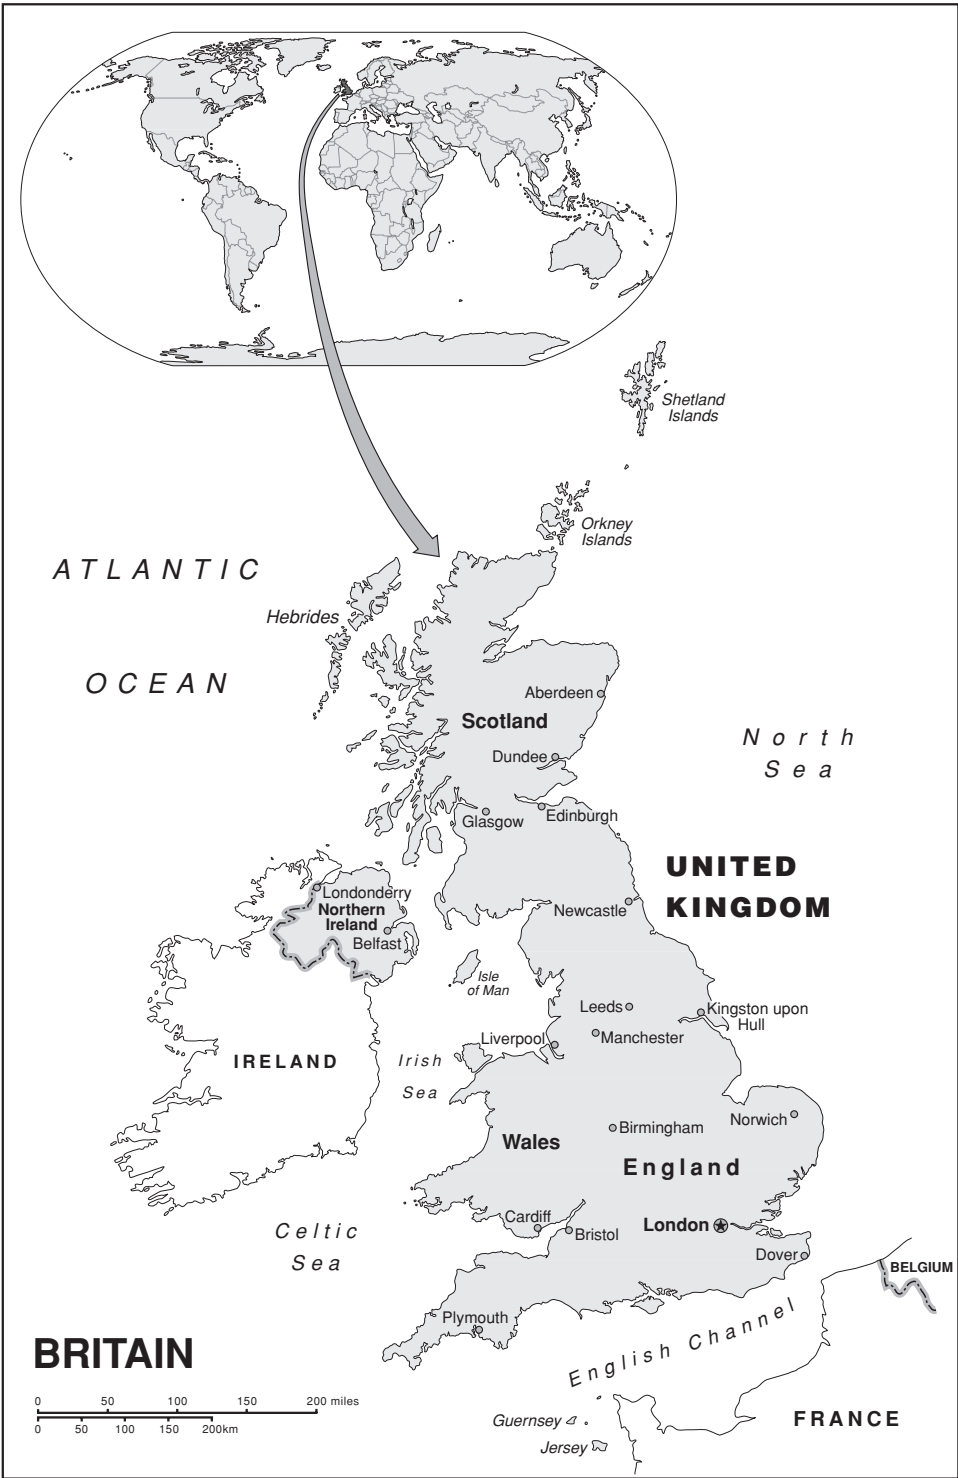 Shetland
Islands
Orkney
Islands
ATLANTIC
Hebrides
OCEAN
Aberdeen
Scotland
North
Sea
Dundee
Glasgow
Edinburgh
UNITED
KINGDOM
Londonderry
Northern
Ireland
Belfast
Newcastle
Isle
of Man
Leeds
Kingston upon
Hull
Manchester
Liverpool
IRELAND
Irish
Sea
Norwich
Birmingham
Wales
England
Cardiff
Bristol
London
Celtic
Sea
Dover
BELGIUM
Plymouth
English Channel
BRITAIN
0 50 100 150 200 miles
0 50 100 150 200km
Guernsey
Jersey
FRANCE